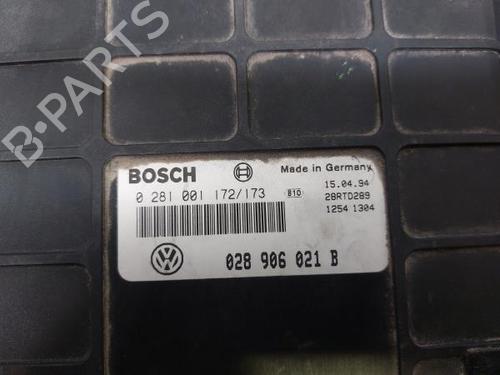 B-PARTS
BOSCH Made in Germany
0 281 001 172/173 B10 15.04.94
28RTD289
1254 1304
028 906 021 B